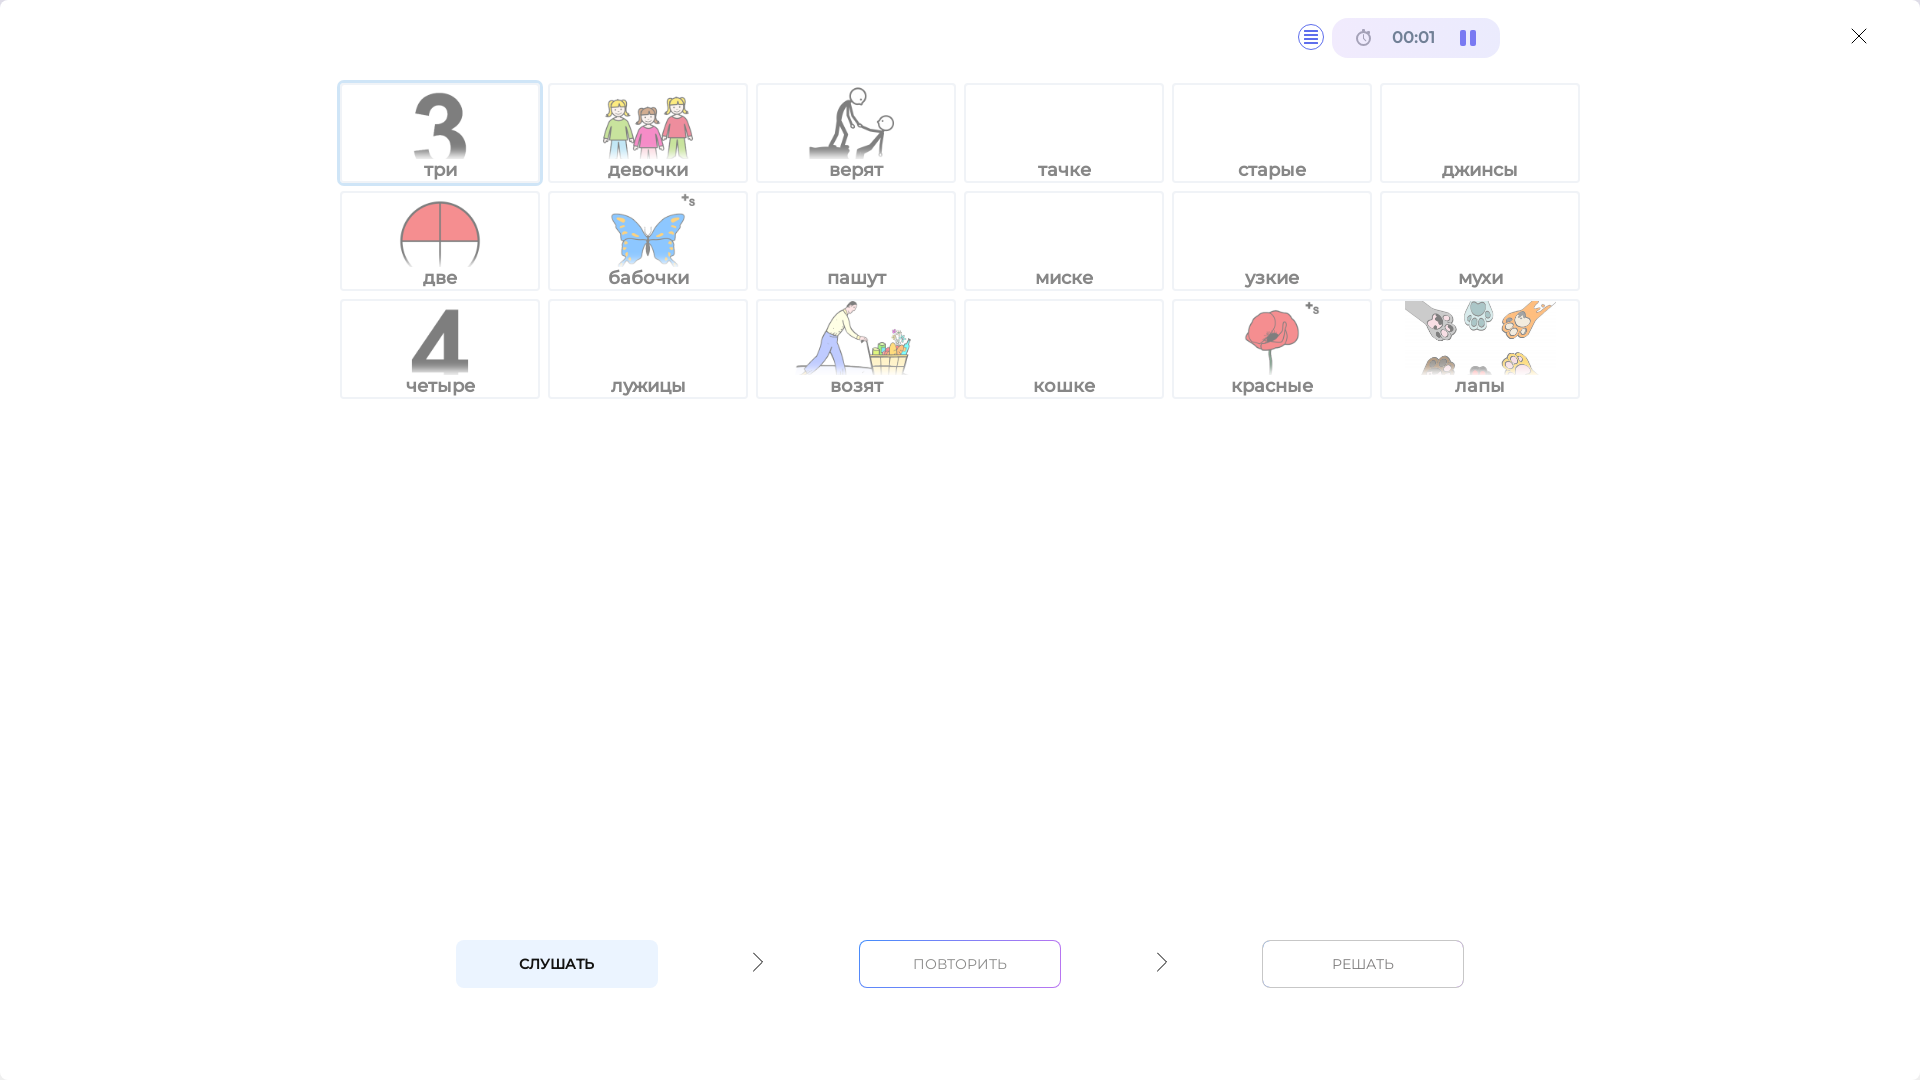 00:01
3
три девочки верят тачке старые джинсы
+s
две бабочки пашут миске узкие мухи
4 +s
четыре лужицы возят кошке красные лапы
СЛУШАТЬ ПОВТОРИТЬ РЕШАТЬ